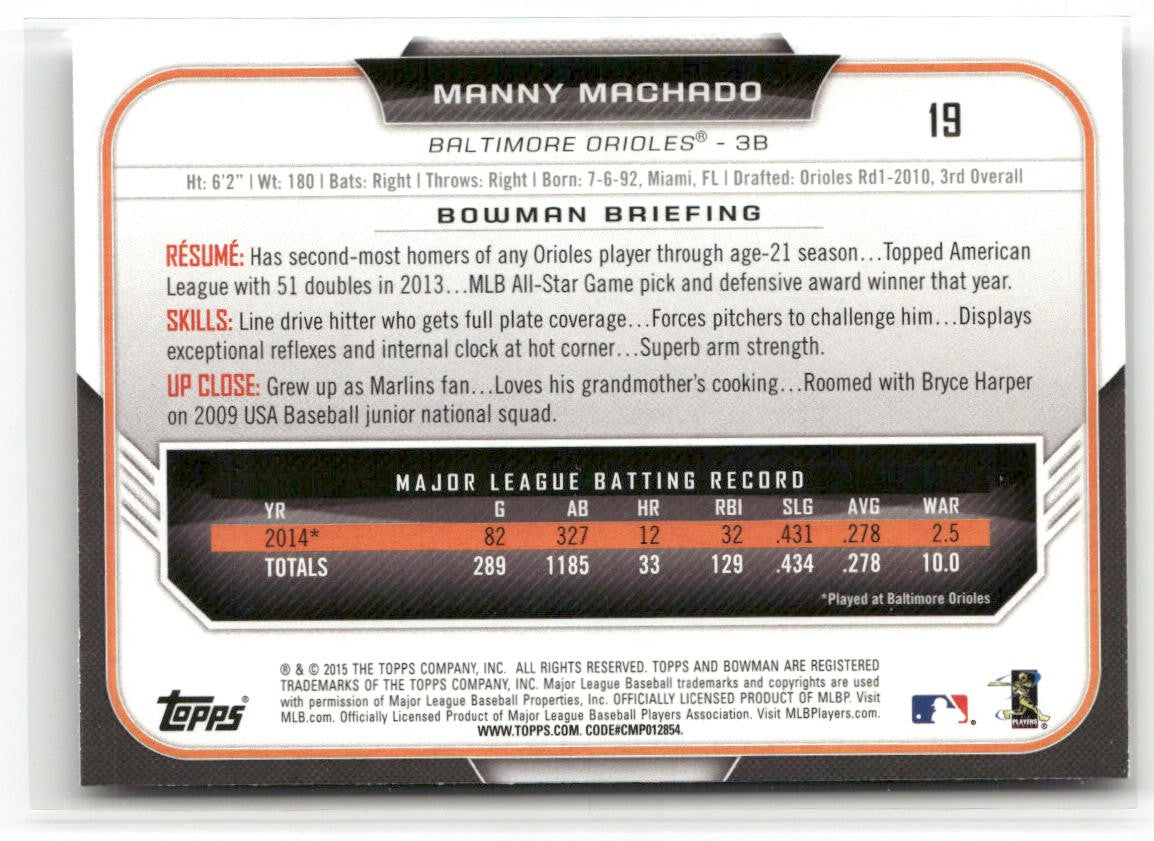 MANNY MACHADO
19
BALTIMORE ORIOLES® - 3B
Ht: 6'2" | Wt: 180 | Bats: Right | Throws: Right | Born: 7-6-92, Miami, FL | Drafted: Orioles Rd1-2010, 3rd Overall
BOWMAN BRIEFING
RÉSUMÉ: Has second-most homers of any Orioles player through age-21 season...Topped American
League with 51 doubles in 2013...MLB All-Star Game pick and defensive award winner that year.
SKILLS: Line drive hitter who gets full plate coverage...Forces pitchers to challenge him...Displays
exceptional reflexes and internal clock at hot corner...Superb arm strength.
UP CLOSE: Grew up as Marlins fan...Loves his grandmother's cooking...Roomed with Bryce Harper
on 2009 USA Baseball junior national squad.
MAJOR LEAGUE BATTING RECORD
YR G AB HR RBI SLG AVG WAR
2014* 82 327 12 32 .431 .278 2.5
TOTALS 289 1185 33 129 .434 .278 10.0
*Played at Baltimore Orioles
® & © 2015 THE TOPPS COMPANY, INC. ALL RIGHTS RESERVED. TOPPS AND BOWMAN ARE REGISTERED
TRADEMARKS OF THE TOPPS COMPANY, INC. Major League Baseball trademarks and copyrights are used
with permission of Major League Baseball Properties, Inc. OFFICIALLY LICENSED PRODUCT OF MLBP. Visit
MLB.com. Officially Licensed Product of Major League Baseball Players Association. Visit MLBPlayers.com.
WWW.TOPPS.COM. CODE#CMP012854.
Topps®
®
PLAYERS
®